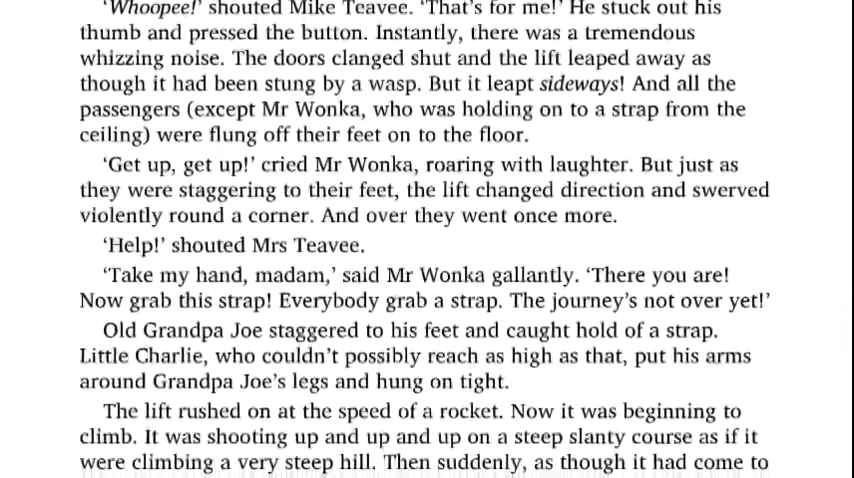 ‘Whoopee!’ shouted Mike Teavee. ‘That’s for me!’ He stuck out his
thumb and pressed the button. Instantly, there was a tremendous
whizzing noise. The doors clanged shut and the lift leaped away as
though it had been stung by a wasp. But it leapt sideways! And all the
passengers (except Mr Wonka, who was holding on to a strap from the
ceiling) were flung off their feet on to the floor.
‘Get up, get up!’ cried Mr Wonka, roaring with laughter. But just as
they were staggering to their feet, the lift changed direction and swerved
violently round a corner. And over they went once more.
‘Help!’ shouted Mrs Teavee.
‘Take my hand, madam,’ said Mr Wonka gallantly. ‘There you are!
Now grab this strap! Everybody grab a strap. The journey’s not over yet!’
Old Grandpa Joe staggered to his feet and caught hold of a strap.
Little Charlie, who couldn’t possibly reach as high as that, put his arms
around Grandpa Joe’s legs and hung on tight.
The lift rushed on at the speed of a rocket. Now it was beginning to
climb. It was shooting up and up and up on a steep slanty course as if it
were climbing a very steep hill. Then suddenly, as though it had come to